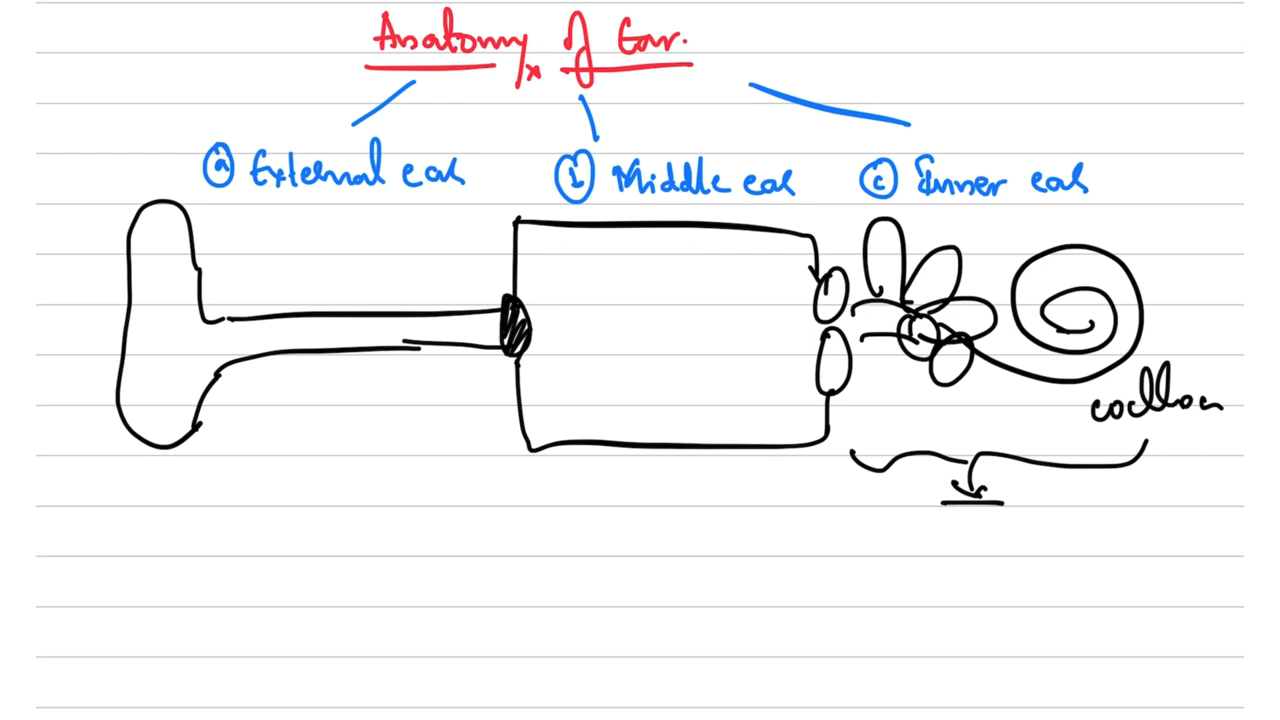 Anatomy of Ear.
ⓐ External ear ⓑ Middle ear ⓒ Inner ear
cochlea